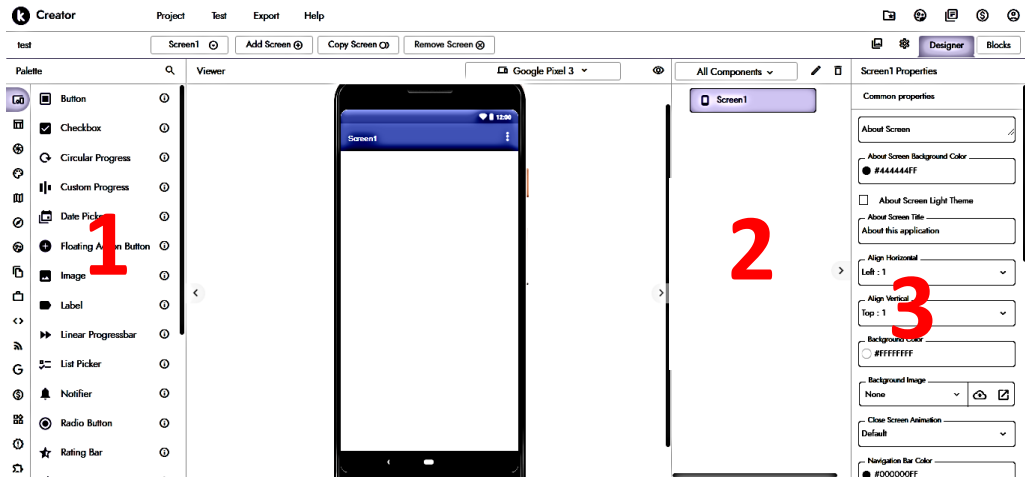 Creator Project Test Export Help
test Screen1 Add Screen Copy Screen Remove Screen Designer Blocks
Palette Viewer Google Pixel 3 All Components Screen1 Properties
Button
Checkbox
Circular Progress
Custom Progress
Date Picker
Floating Action Button
Image
Label
Linear Progressbar
List Picker
Notifier
Radio Button
Rating Bar
1
12:00
Screen1
Screen1
2
Common properties
About Screen
About Screen Background Color
#444444FF
About Screen Light Theme
About Screen Title
About this application
Align Horizontal
Left : 1
Align Vertical
Top : 1
3
Background Color
#FFFFFFFF
Background Image
None
Close Screen Animation
Default
Navigation Bar Color
#000000FF